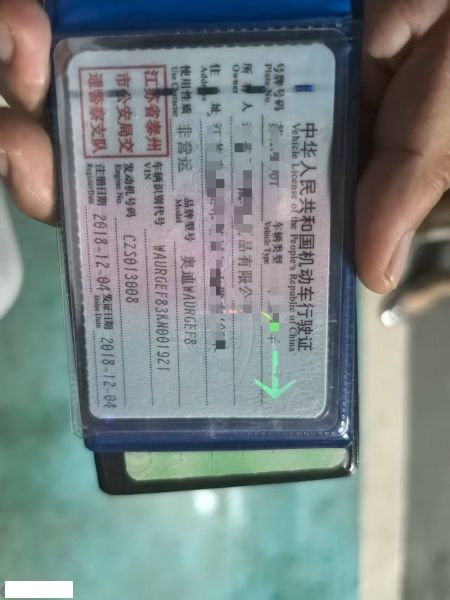 中华人民共和国机动车行驶证
Vehicle License of the People's Republic of China
号牌号码
Plate No.
车辆类型
Vehicle Type
所有人
Owner
品有限公
住址
Address
使用性质 非营运
Use Character
品牌型号 奥迪WAURGEF8
Model
江苏省泰州
市公安局交
通警察支队
车辆识别代号 WAURGEF83KN001921
VIN
发动机号码 CZS013008
Engine No.
注册日期 2018-12-04 发证日期 2018-12-04
Register Date Issue Date